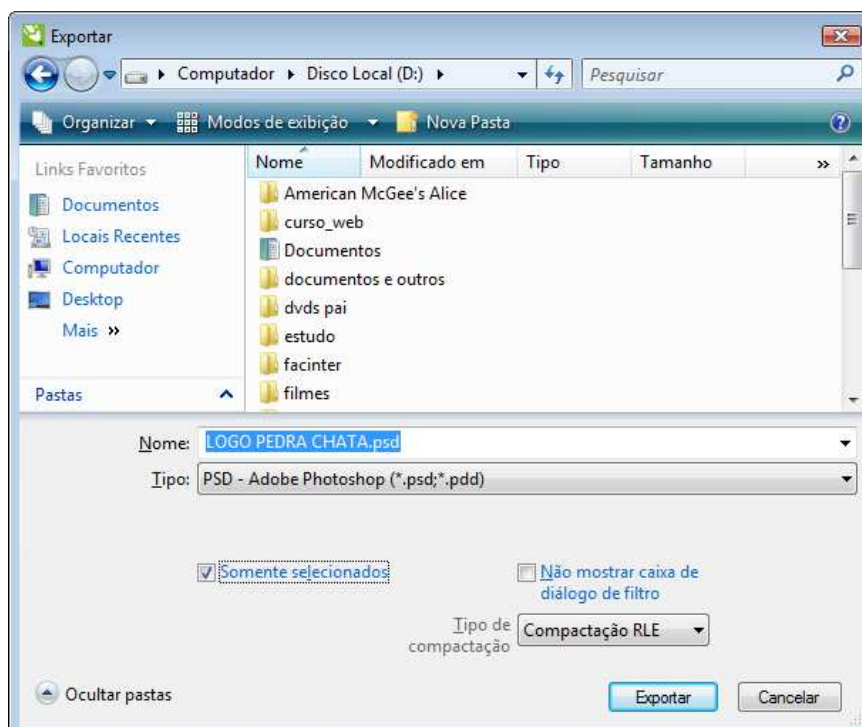 Exportar
Computador Disco Local (D:) Pesquisar
Organizar Modos de exibição Nova Pasta
Links Favoritos
Documentos
Locais Recentes
Computador
Desktop
Mais »
Pastas
Nome Modificado em Tipo Tamanho »
American McGee's Alice
curso_web
Documentos
documentos e outros
dvds pai
estudo
facinter
filmes
Nome: LOGO PEDRA CHATA.psd
Tipo: PSD - Adobe Photoshop (*.psd;*.pdd)
Somente selecionados
Não mostrar caixa de
diálogo de filtro
Tipo de
compactação
Compactação RLE
Ocultar pastas
Exportar Cancelar